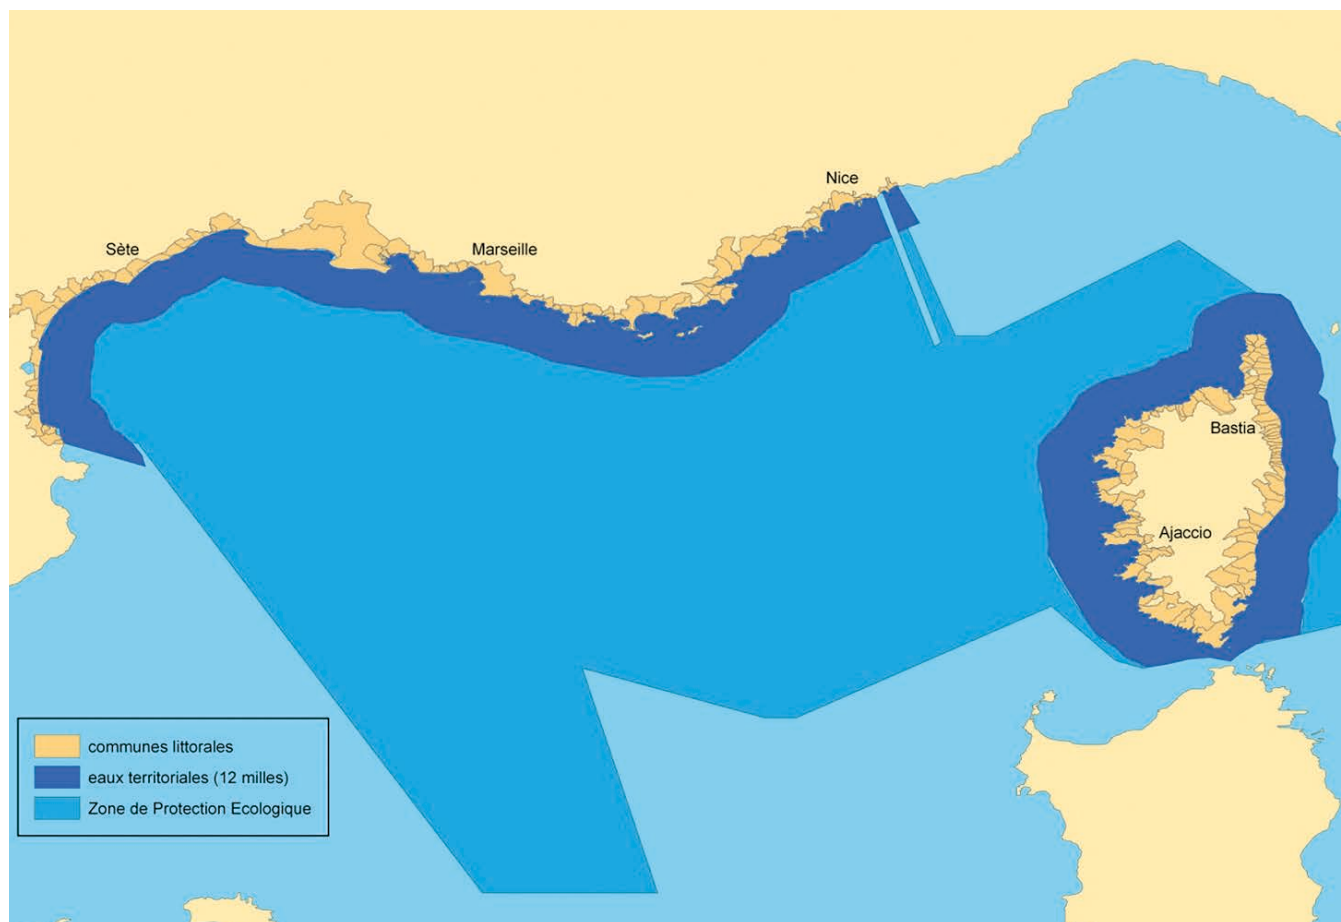 Nice
Sète
Marseille
Bastia
Ajaccio
communes littorales
eaux territoriales (12 milles)
Zone de Protection Ecologique